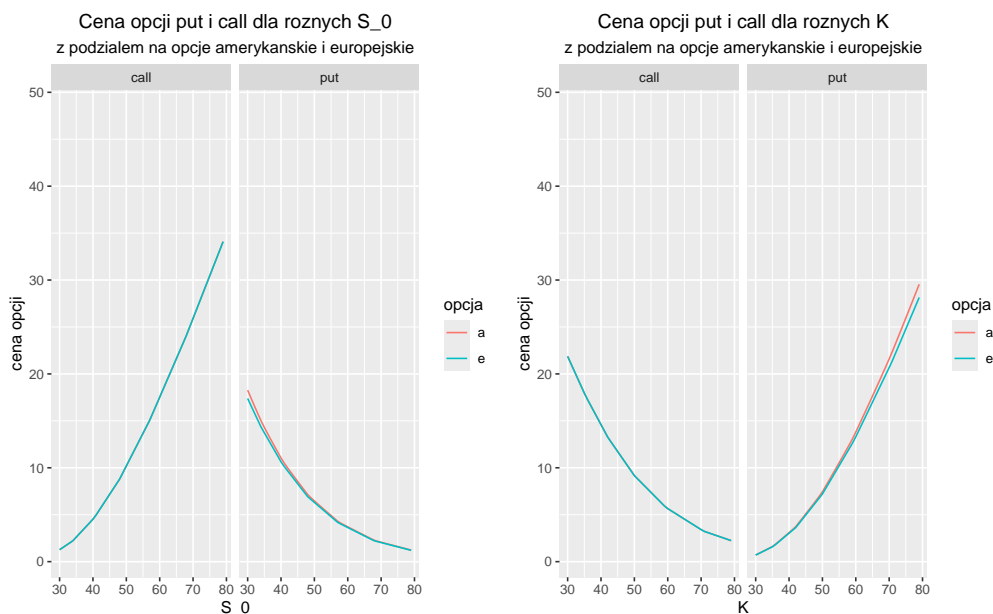 Cena opcji put i call dla roznych S_0
z podzialem na opcje amerykanskie i europejskie
call
put
50
40
30
20
10
0
cena opcji
30 40 50 60 70 80
30 40 50 60 70 80
S_0
opcja
a
e
Cena opcji put i call dla roznych K
z podzialem na opcje amerykanskie i europejskie
call
put
50
40
30
20
10
0
cena opcji
30 40 50 60 70 80
30 40 50 60 70 80
K
opcja
a
e